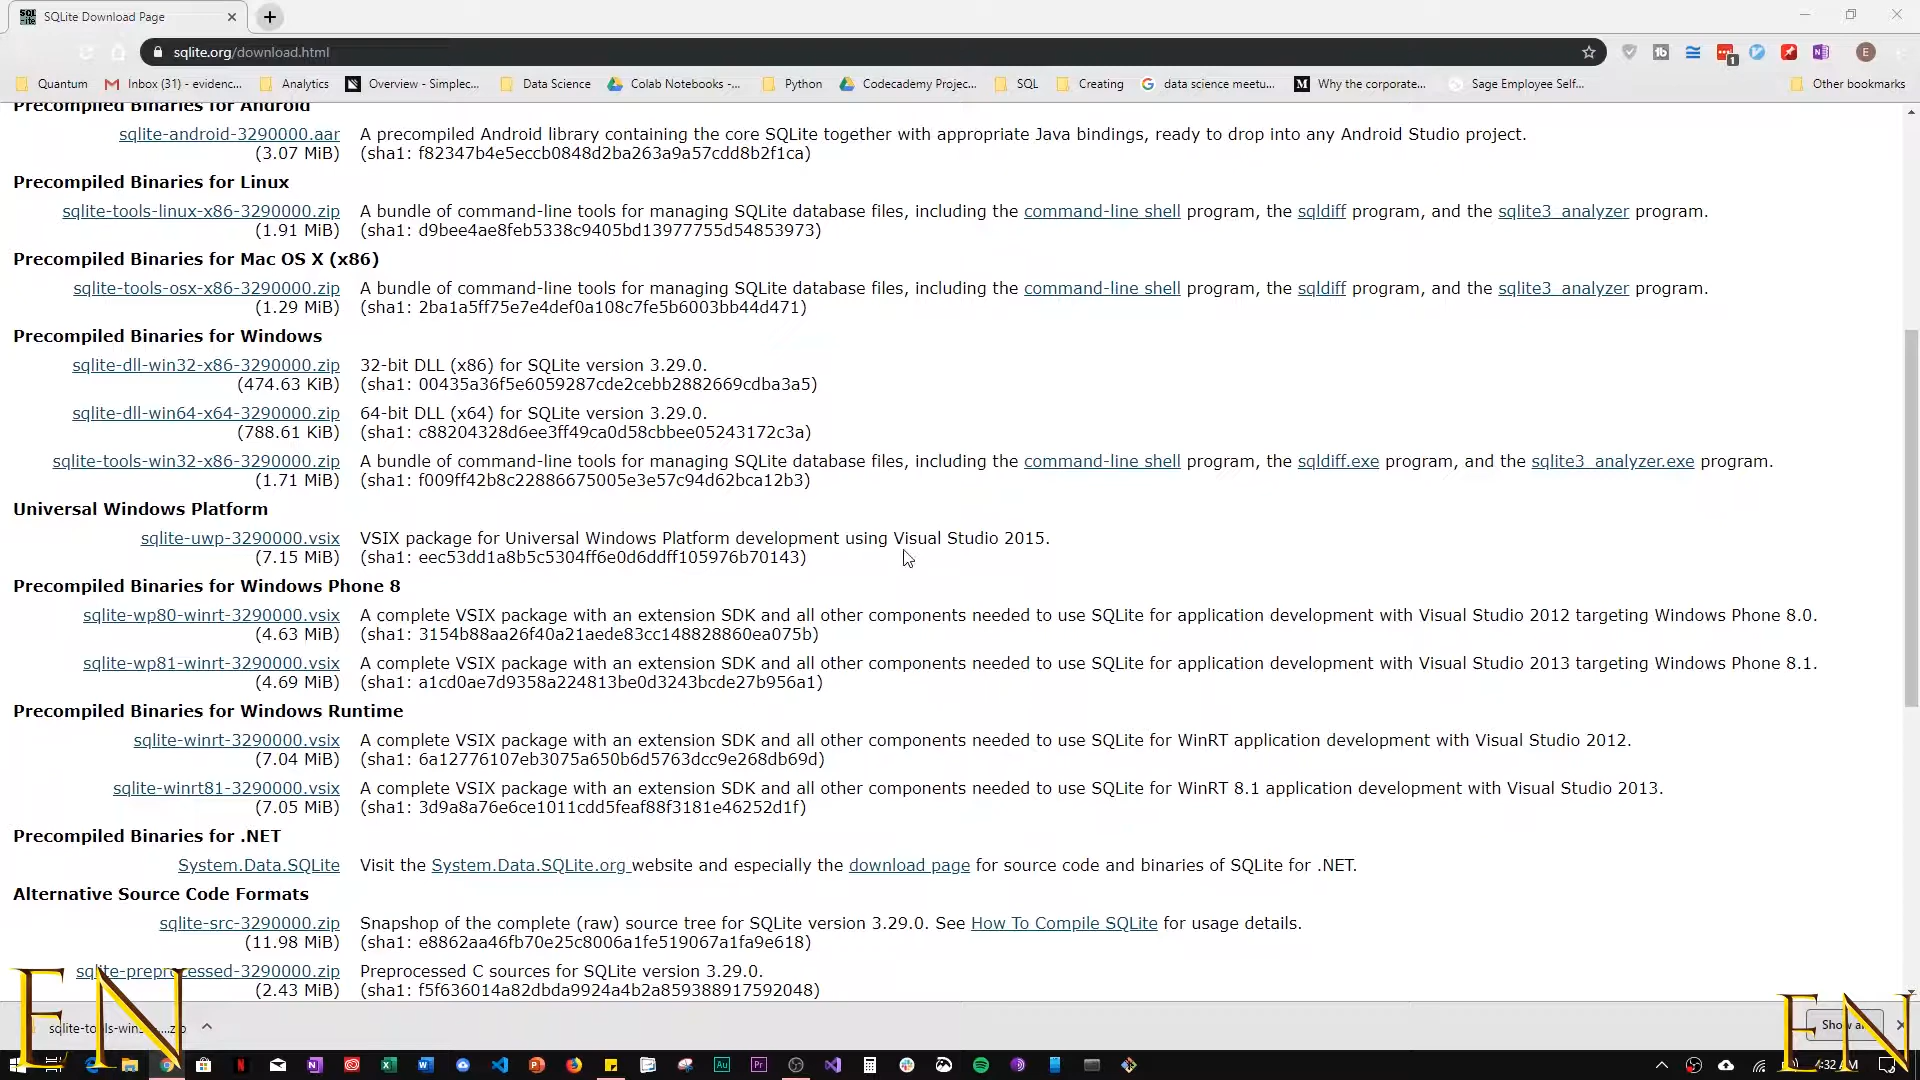 SQLite Download Page
sqlite.org/download.html
Quantum
Inbox (31) - evidenc...
Analytics
Overview - Simplec...
Data Science
Colab Notebooks -...
Python
Codecademy Projec...
SQL
Creating
data science meetu...
Why the corporate...
Sage Employee Self...
Other bookmarks
Precompiled Binaries for Android
sqlite-android-3290000.aar A precompiled Android library containing the core SQLite together with appropriate Java bindings, ready to drop into any Android Studio project.
(3.07 MiB) (sha1: f82347b4e5eccb0848d2ba263a9a57cdd8b2f1ca)
Precompiled Binaries for Linux
sqlite-tools-linux-x86-3290000.zip A bundle of command-line tools for managing SQLite database files, including the command-line shell program, the sqldiff program, and the sqlite3_analyzer program.
(1.91 MiB) (sha1: d9bee4ae8feb5338c9405bd13977755d54853973)
Precompiled Binaries for Mac OS X (x86)
sqlite-tools-osx-x86-3290000.zip A bundle of command-line tools for managing SQLite database files, including the command-line shell program, the sqldiff program, and the sqlite3_analyzer program.
(1.29 MiB) (sha1: 2ba1a5ff75e7e4def0a108c7fe5b6003bb44d471)
Precompiled Binaries for Windows
sqlite-dll-win32-x86-3290000.zip 32-bit DLL (x86) for SQLite version 3.29.0.
(474.63 KiB) (sha1: 00435a36f5e6059287cde2cebb2882669cdba3a5)
sqlite-dll-win64-x64-3290000.zip 64-bit DLL (x64) for SQLite version 3.29.0.
(788.61 KiB) (sha1: c88204328d6ee3ff49ca0d58cbbee05243172c3a)
sqlite-tools-win32-x86-3290000.zip A bundle of command-line tools for managing SQLite database files, including the command-line shell program, the sqldiff.exe program, and the sqlite3_analyzer.exe program.
(1.71 MiB) (sha1: f009ff42b8c22886675005e3e57c94d62bca12b3)
Universal Windows Platform
sqlite-uwp-3290000.vsix VSIX package for Universal Windows Platform development using Visual Studio 2015.
(7.15 MiB) (sha1: eec53dd1a8b5c5304ff6e0d6ddff105976b70143)
Precompiled Binaries for Windows Phone 8
sqlite-wp80-winrt-3290000.vsix A complete VSIX package with an extension SDK and all other components needed to use SQLite for application development with Visual Studio 2012 targeting Windows Phone 8.0.
(4.63 MiB) (sha1: 3154b88aa26f40a21aede83cc148828860ea075b)
sqlite-wp81-winrt-3290000.vsix A complete VSIX package with an extension SDK and all other components needed to use SQLite for application development with Visual Studio 2013 targeting Windows Phone 8.1.
(4.69 MiB) (sha1: a1cd0ae7d9358a224813be0d3243bcde27b956a1)
Precompiled Binaries for Windows Runtime
sqlite-winrt-3290000.vsix A complete VSIX package with an extension SDK and all other components needed to use SQLite for WinRT application development with Visual Studio 2012.
(7.04 MiB) (sha1: 6a12776107eb3075a650b6d5763dcc9e268db69d)
sqlite-winrt81-3290000.vsix A complete VSIX package with an extension SDK and all other components needed to use SQLite for WinRT 8.1 application development with Visual Studio 2013.
(7.05 MiB) (sha1: 3d9a8a76e6ce1011cdd5feaf88f3181e46252d1f)
Precompiled Binaries for .NET
System.Data.SQLite Visit the System.Data.SQLite.org website and especially the download page for source code and binaries of SQLite for .NET.
Alternative Source Code Formats
sqlite-src-3290000.zip Snapshop of the complete (raw) source tree for SQLite version 3.29.0. See How To Compile SQLite for usage details.
(11.98 MiB) (sha1: e8862aa46fb70e25c8006a1fe519067a1fa9e618)
sqlite-preprocessed-3290000.zip Preprocessed C sources for SQLite version 3.29.0.
(2.43 MiB) (sha1: f5f636014a82dbda9924a4b2a859388917592048)
EN
EN